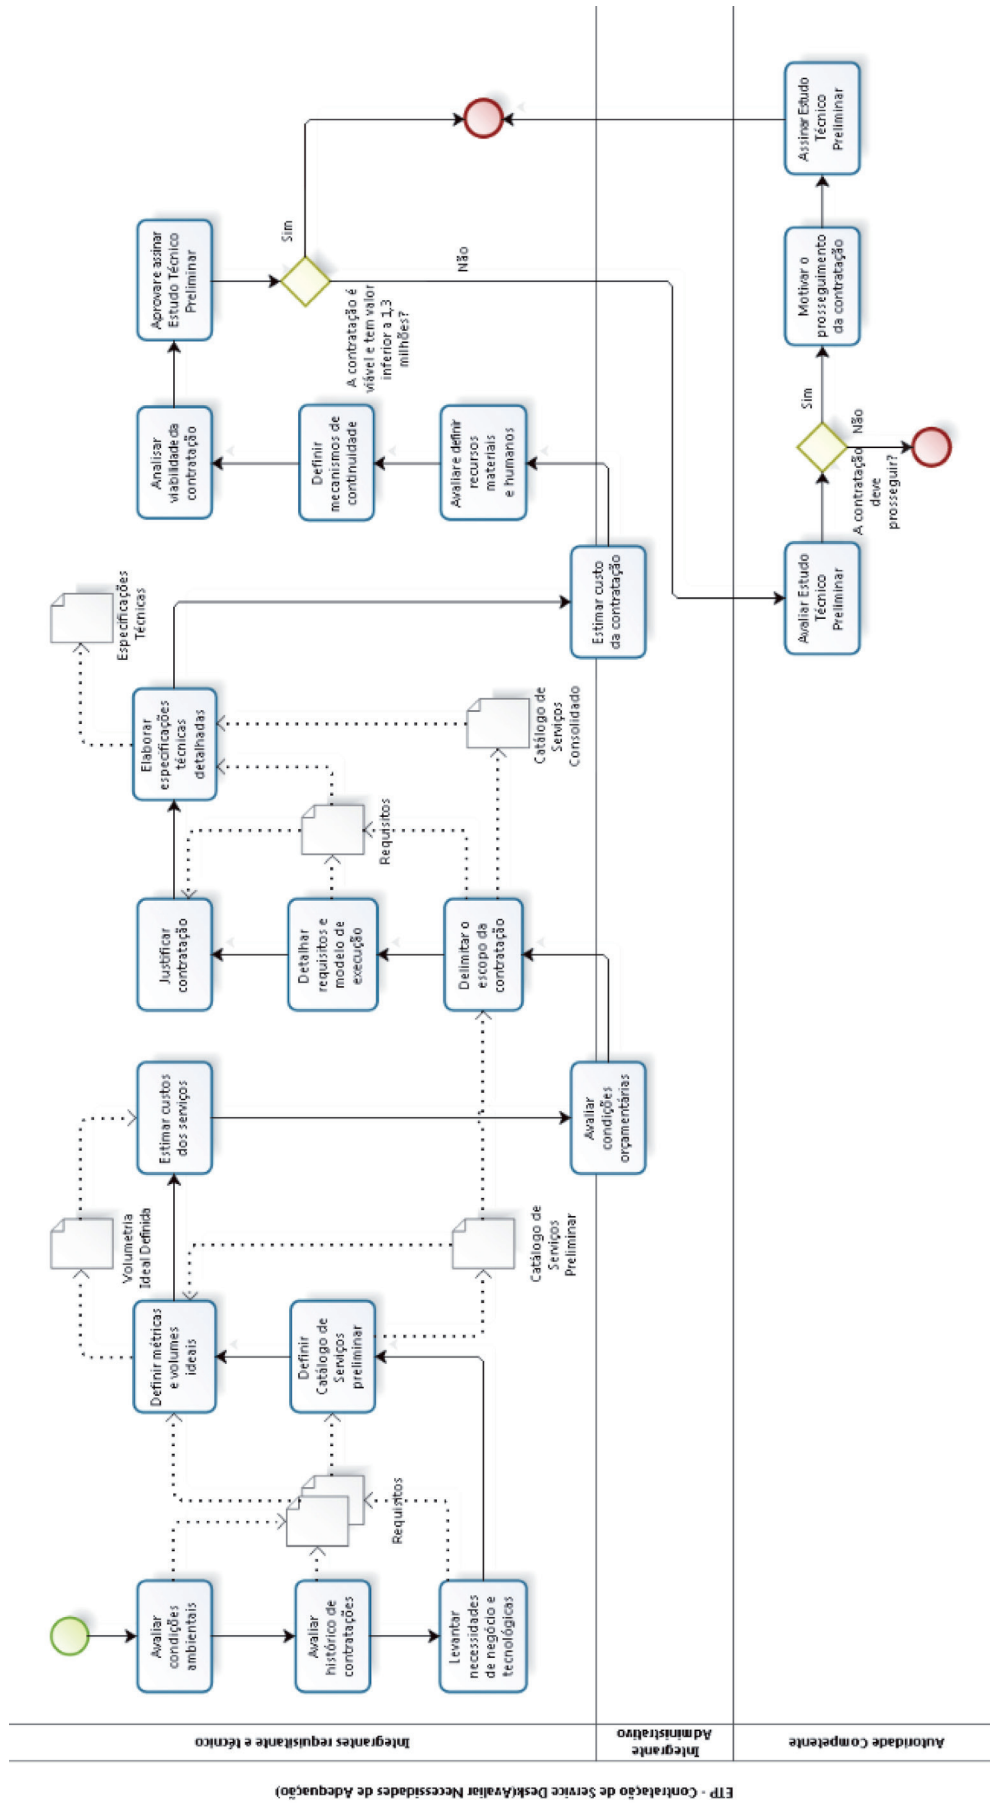 ETP - Contratação de Service Desk(Avaliar Necessidades de Adequação)
Integrantes requisitante e técnico
Integrante
Administrativo
Autoridade Competente
Avaliar
condições
ambientais
Avaliar
histórico de
contratações
Levantar
necessidades
de negócio e
tecnológicas
Requisitos
Definir métricas
e volumes
ideais
Definir
Catálogo de
Serviços
preliminar
Volumetria
Ideal Definida
Catálogo de
Serviços
Preliminar
Estimar custos
dos serviços
Avaliar
condições
orçamentárias
Justificar
contratação
Detalhar
requisitos e
modelo de
execução
Delimitar o
escopo da
contratação
Requisitos
Elaborar
especificações
técnicas
detalhadas
Catálogo de
Serviços
Consolidado
Especificações
Técnicas
Estimar custo
da contratação
Analisar
viabilidade da
contratação
Definir
mecanismos de
continuidade
Avaliar e definir
recursos
materiais
e humanos
Aprovar e assinar
Estudo Técnico
Preliminar
A contratação é
viável e tem valor
inferior a 1,3
milhões?
Sim
Não
Avaliar Estudo
Técnico
Preliminar
A contratação
deve
prosseguir?
Não
Sim
Motivar o
prosseguimento
da contratação
Assinar Estudo
Técnico
Preliminar